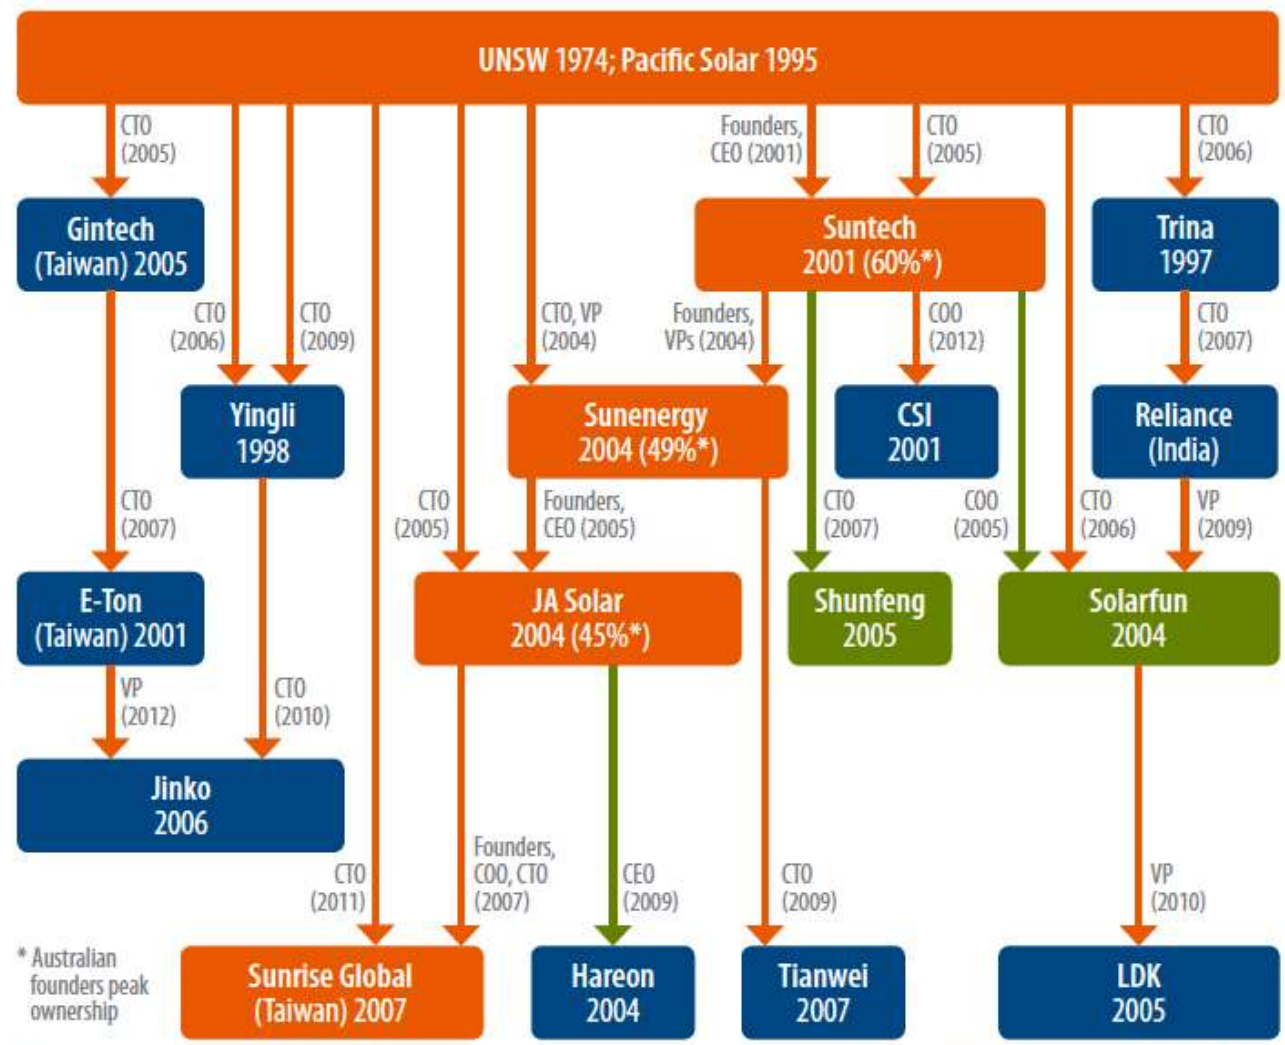 UNSW 1974; Pacific Solar 1995
CTO
(2005)
Founders,
CEO (2001)
CTO
(2005)
CTO
(2006)
Gintech
(Taiwan) 2005
Suntech
2001 (60%*)
Trina
1997
CTO
(2006)
CTO
(2009)
CTO, VP
(2004)
Founders,
VPs (2004)
COO
(2012)
CTO
(2007)
Yingli
1998
Sunenergy
2004 (49%*)
CSI
2001
Reliance
(India)
CTO
(2007)
CTO
(2005)
Founders,
CEO (2005)
CTO
(2007)
COO
(2005)
CTO
(2006)
VP
(2009)
E-Ton
(Taiwan) 2001
JA Solar
2004 (45%*)
Shunfeng
2005
Solarfun
2004
VP
(2012)
CTO
(2010)
Jinko
2006
CTO
(2011)
Founders,
COO, CTO
(2007)
CEO
(2009)
CTO
(2009)
VP
(2010)
* Australian
founders peak
ownership
Sunrise Global
(Taiwan) 2007
Hareon
2004
Tianwei
2007
LDK
2005